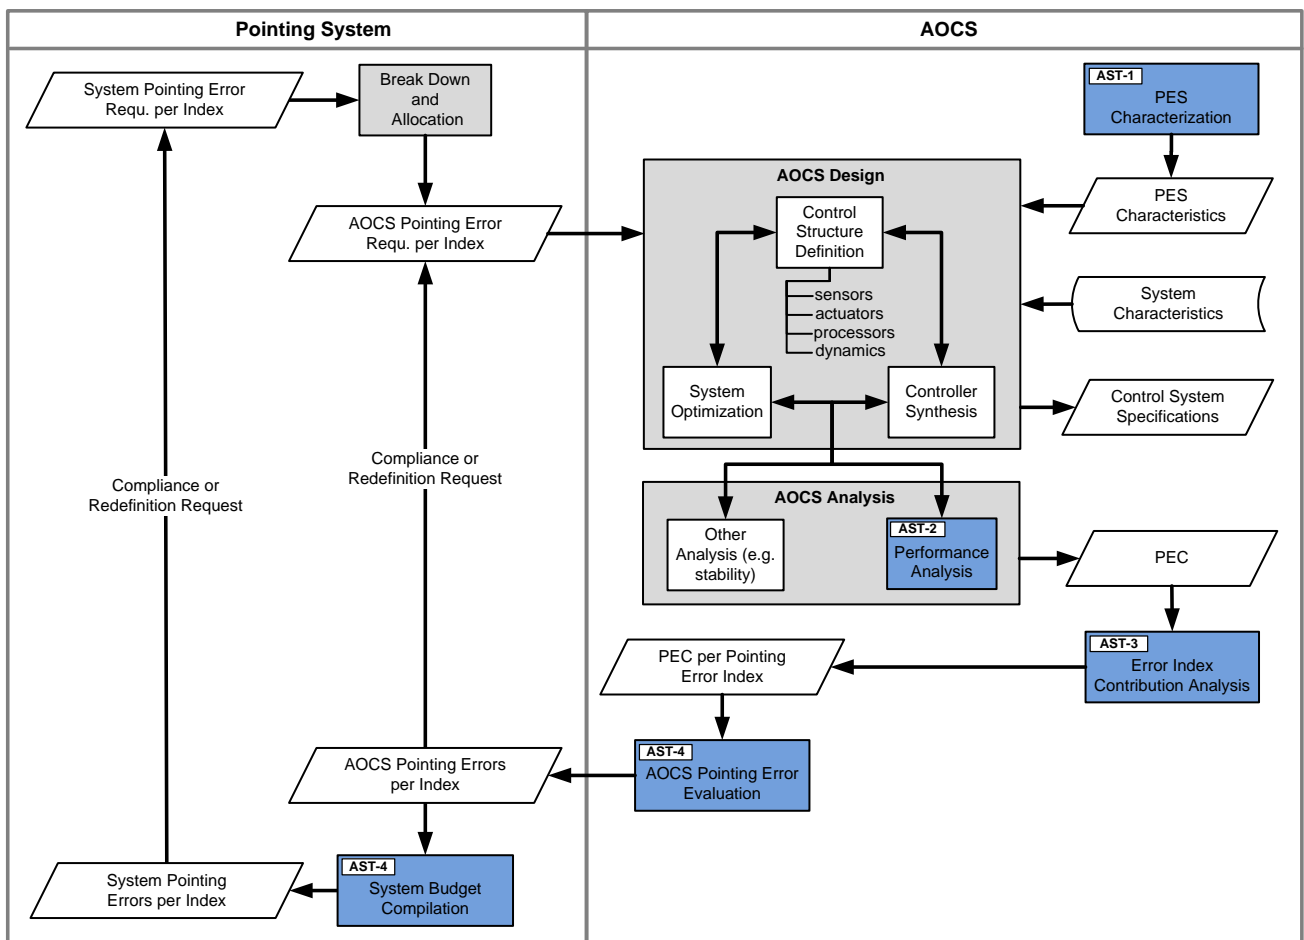 Pointing System
AOCS
System Pointing Error
Requ. per Index
Break Down
and
Allocation
AOCS Pointing Error
Requ. per Index
Compliance or
Redefinition Request
Compliance or
Redefinition Request
AOCS Pointing Errors
per Index
AST-4
System Budget
Compilation
System Pointing
Errors per Index
AST-1
PES
Characterization
PES
Characteristics
System
Characteristics
Control System
Specifications
AOCS Design
Control
Structure
Definition
sensors
actuators
processors
dynamics
System
Optimization
Controller
Synthesis
AOCS Analysis
Other
Analysis (e.g.
stability)
AST-2
Performance
Analysis
PEC
AST-3
Error Index
Contribution Analysis
PEC per Pointing
Error Index
AST-4
AOCS Pointing Error
Evaluation